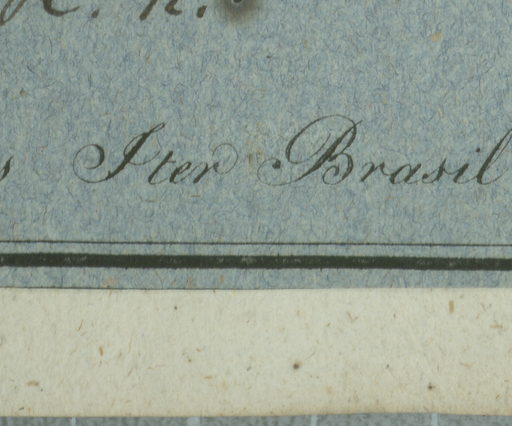 H. n.
s Iter Brasil